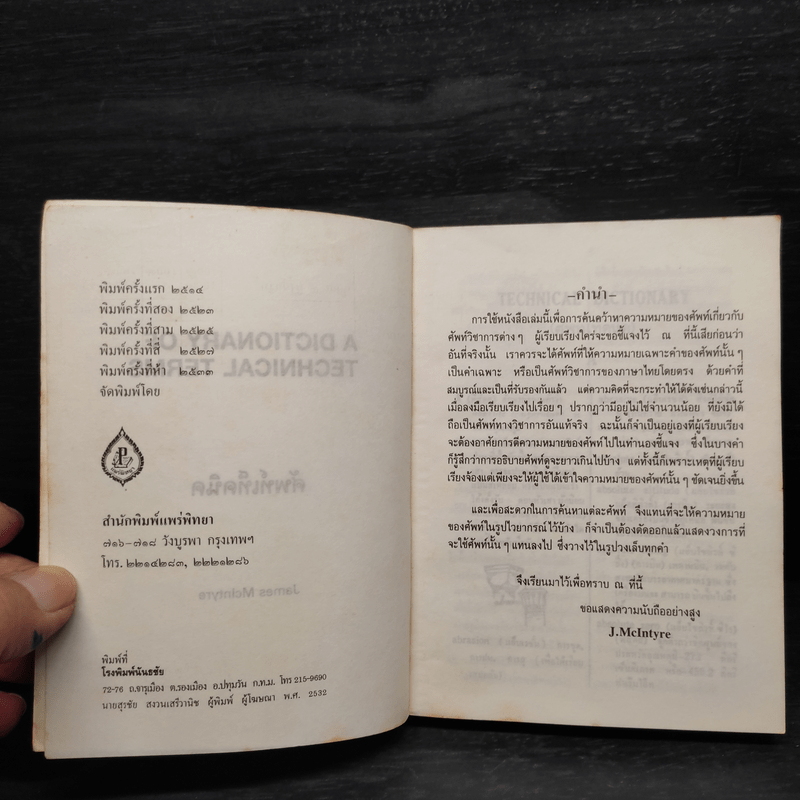 พิมพ์ครั้งแรก ๒๕๑๔
พิมพ์ครั้งที่สอง ๒๕๒๓
พิมพ์ครั้งที่สาม ๒๕๒๕
พิมพ์ครั้งที่สี่ ๒๕๒๗
พิมพ์ครั้งที่ห้า ๒๕๓๓
จัดพิมพ์โดย
สำนักพิมพ์แพร่พิทยา
๗๑๖-๗๑๘ วังบูรพา กรุงเทพฯ
โทร. ๒๒๑๔๒๘๓, ๒๒๒๑๒๘๖
พิมพ์ที่
โรงพิมพ์นันธชัย
72-76 ถ.จารุเมือง ต.รองเมือง อ.ปทุมวัน ก.ท.ม. โทร 215-9690
นายสุรชัย สงวนเสรีวานิช ผู้พิมพ์ ผู้โฆษณา พ.ศ. 2532
–คำนำ–
การใช้หนังสือเล่มนี้เพื่อการค้นคว้าหาความหมายของศัพท์เกี่ยวกับ
ศัพท์วิชาการต่าง ๆ ผู้เรียบเรียงใคร่จะขอชี้แจงไว้ ณ ที่นี้เสียก่อนว่า
อันที่จริงนั้น เราควรจะได้ศัพท์ที่ให้ความหมายเฉพาะค่าของศัพท์นั้น ๆ
เป็นคำเฉพาะ หรือเป็นศัพท์วิชาการของภาษาไทยโดยตรง ด้วยคำที่
สมบูรณ์และเป็นที่รับรองกันแล้ว แต่ความคิดที่จะกระทำให้ได้ดังเช่นกล่าวนี้
เมื่อลงมือเรียบเรียงไปเรื่อย ๆ ปรากฏว่ามีอยู่ไม่ใช่จำนวนน้อย ที่ยังมิได้
ถือเป็นศัพท์ทางวิชาการอันแท้จริง ฉะนั้นก็จำเป็นอยู่เองที่ผู้เรียบเรียง
จะต้องอาศัยการตีความหมายของศัพท์ไปในทำนองชี้แจง ซึ่งในบางคำ
ก็รู้สึกว่าการอธิบายศัพท์ดูจะยาวเกินไปบ้าง แต่ทั้งนี้ก็เพราะเหตุที่ผู้เรียบ
เรียงจ้องแต่เพียงจะให้ผู้ใช้ได้เข้าใจความหมายของศัพท์นั้น ๆ ชัดเจนยิ่งขึ้น
และเพื่อสะดวกในการค้นหาแต่ละศัพท์ จึงแทนที่จะให้ความหมาย
ของศัพท์ในรูปไวยากรณ์ไว้บ้าง ก็จำเป็นต้องตัดออกแล้วแสดงวงการที่
จะใช้ศัพท์นั้น ๆ แทนลงไป ซึ่งวางไว้ในรูปวงเล็บทุกคำ
จึงเรียนมาไว้เพื่อทราบ ณ ที่นี้
ขอแสดงความนับถืออย่างสูง
J.McIntyre